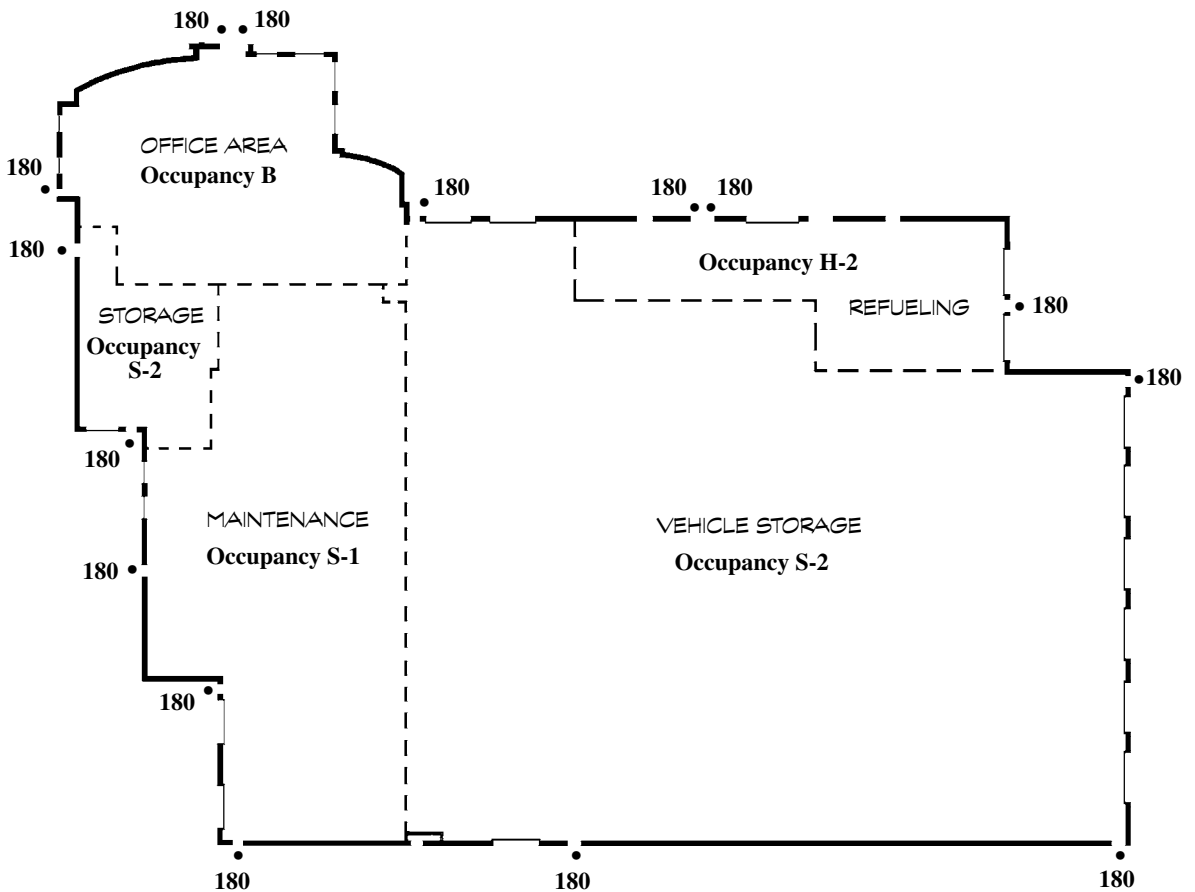 180 180
OFFICE AREA
Occupancy B
180
180
180 180
180
Occupancy H-2
REFUELING
180
STORAGE
Occupancy
S-2
180
180
MAINTENANCE
Occupancy S-1
VEHICLE STORAGE
Occupancy S-2
180
180
180
180
180